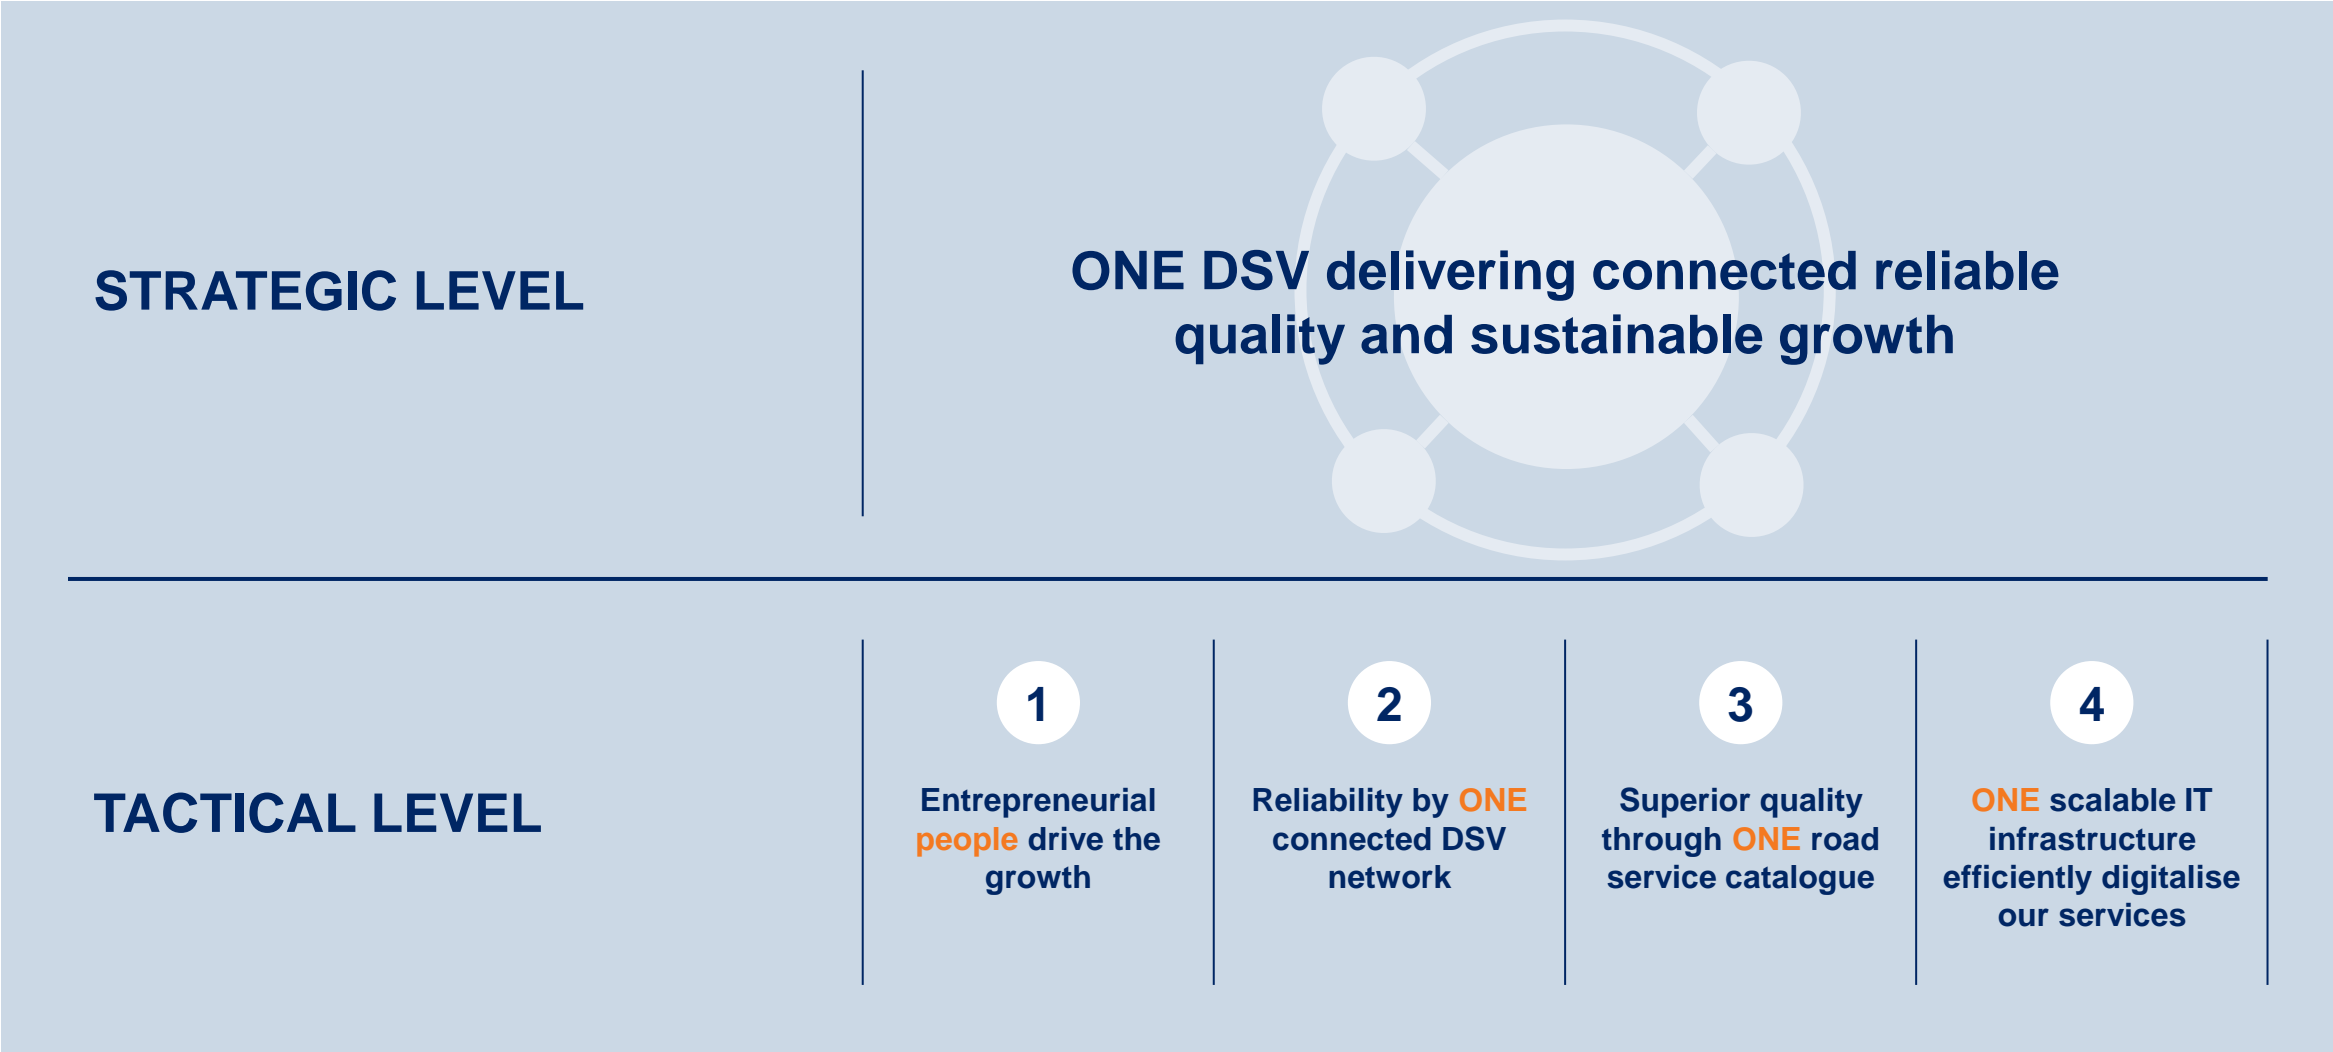 STRATEGIC LEVEL
ONE DSV delivering connected reliable
quality and sustainable growth
TACTICAL LEVEL
1
Entrepreneurial
people drive the
growth
2
Reliability by ONE
connected DSV
network
3
Superior quality
through ONE road
service catalogue
4
ONE scalable IT
infrastructure
efficiently digitalise
our services